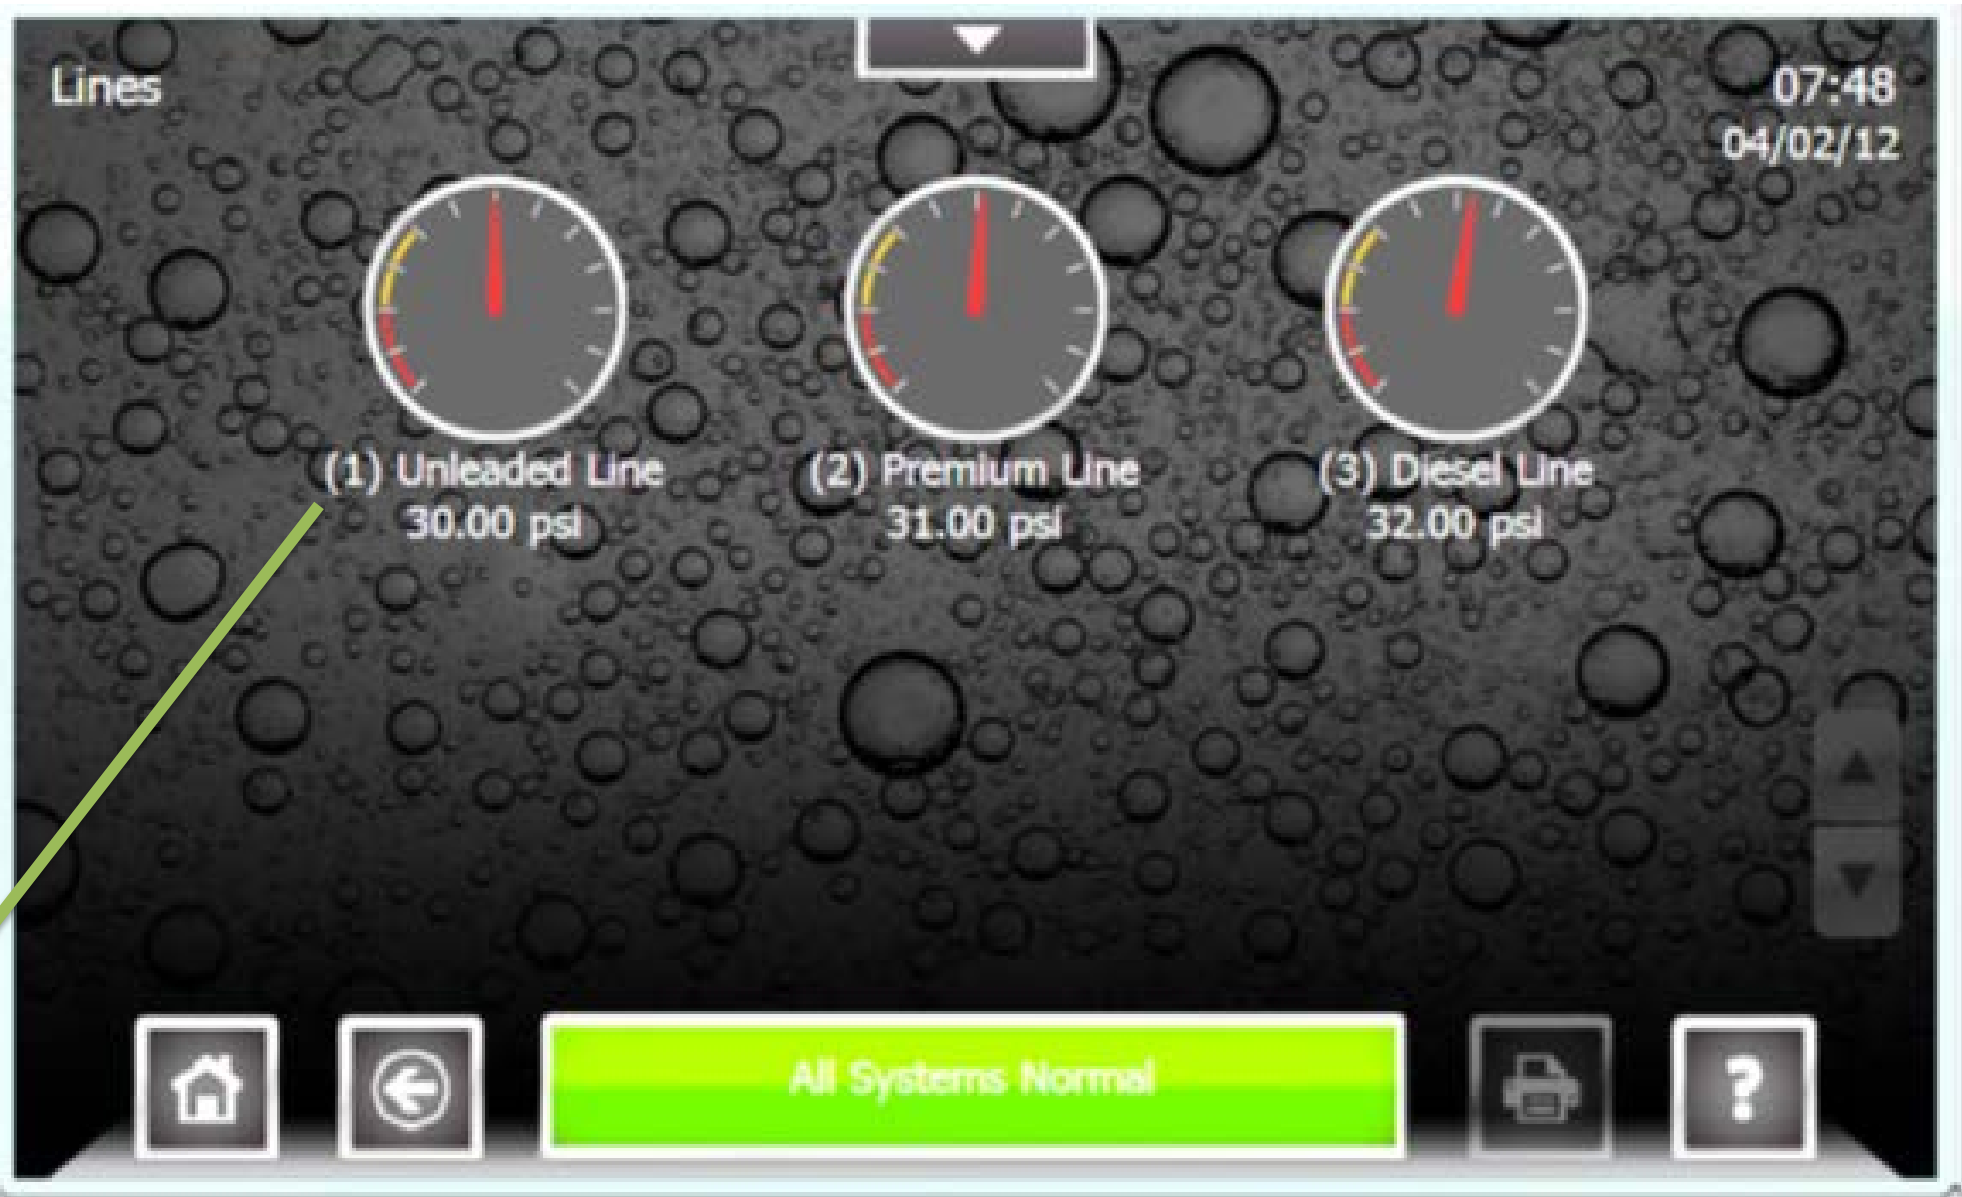 Lines
07:48
04/02/12
(1) Unleaded Line
30.00 psi
(2) Premium Line
31.00 psi
(3) Diesel Line
32.00 psi
All Systems Normal
?